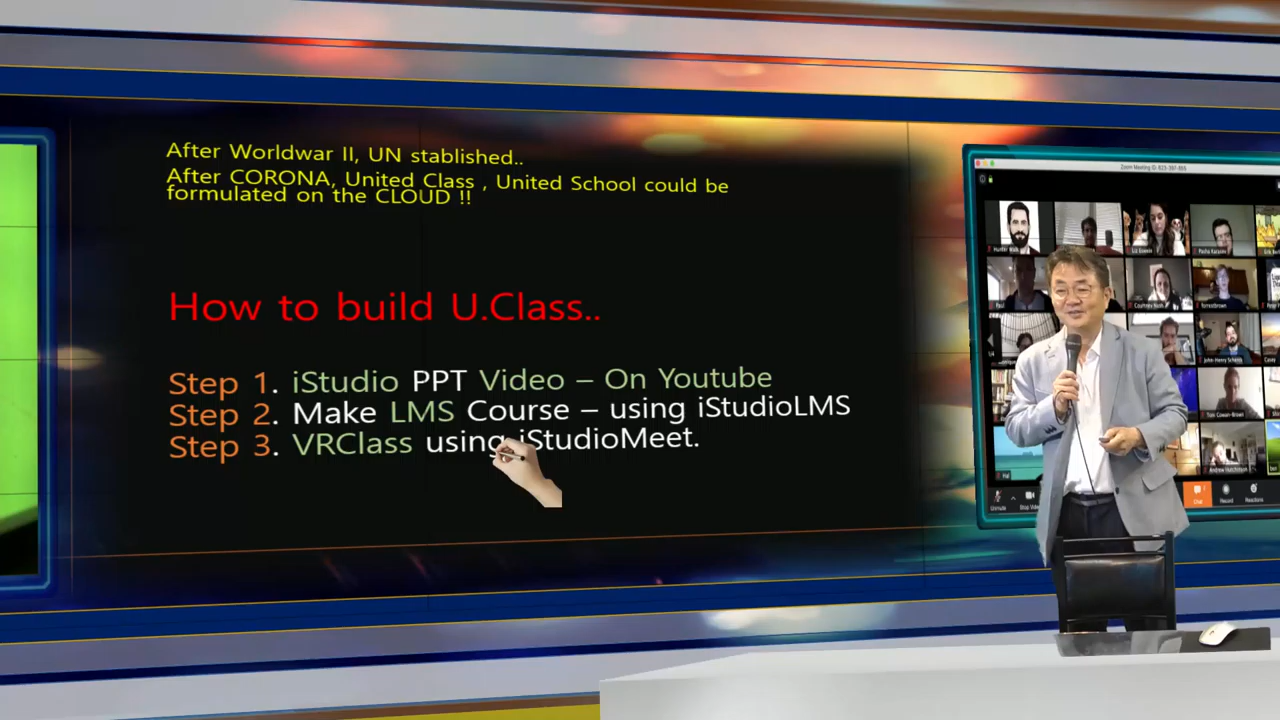 After Worldwar II, UN stablished..
After CORONA, United Class , United School could be
formulated on the CLOUD !!
How to build U.Class..
Step 1. iStudio PPT Video – On Youtube
Step 2. Make LMS Course – using iStudioLMS
Step 3. VRClass using iStudioMeet.